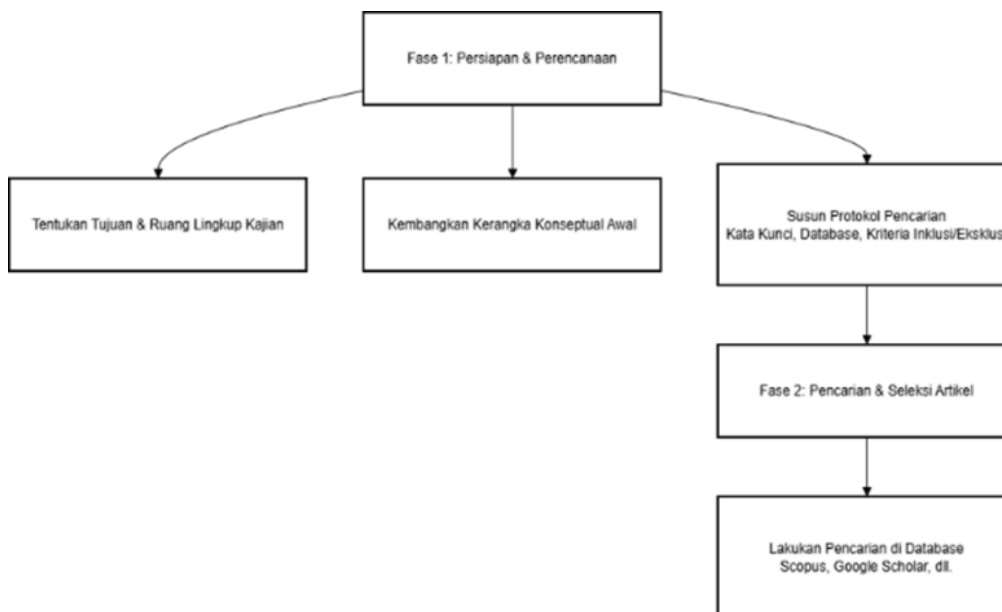 Fase 1: Persiapan & Perencanaan
Tentukan Tujuan & Ruang Lingkup Kajian
Kembangkan Kerangka Konseptual Awal
Susun Protokol Pencarian
Kata Kunci, Database, Kriteria Inklusi/Eksklus
Fase 2: Pencarian & Seleksi Artikel
Lakukan Pencarian di Database
Scopus, Google Scholar, dll.